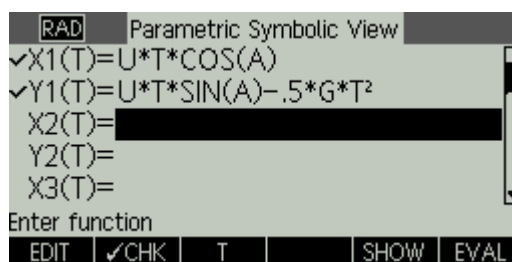 RAD Parametric Symbolic View
✓X1(T)=U*T*COS(A)
✓Y1(T)=U*T*SIN(A)-.5*G*T²
X2(T)=
Y2(T)=
X3(T)=
Enter function
EDIT ✓CHK T SHOW EVAL